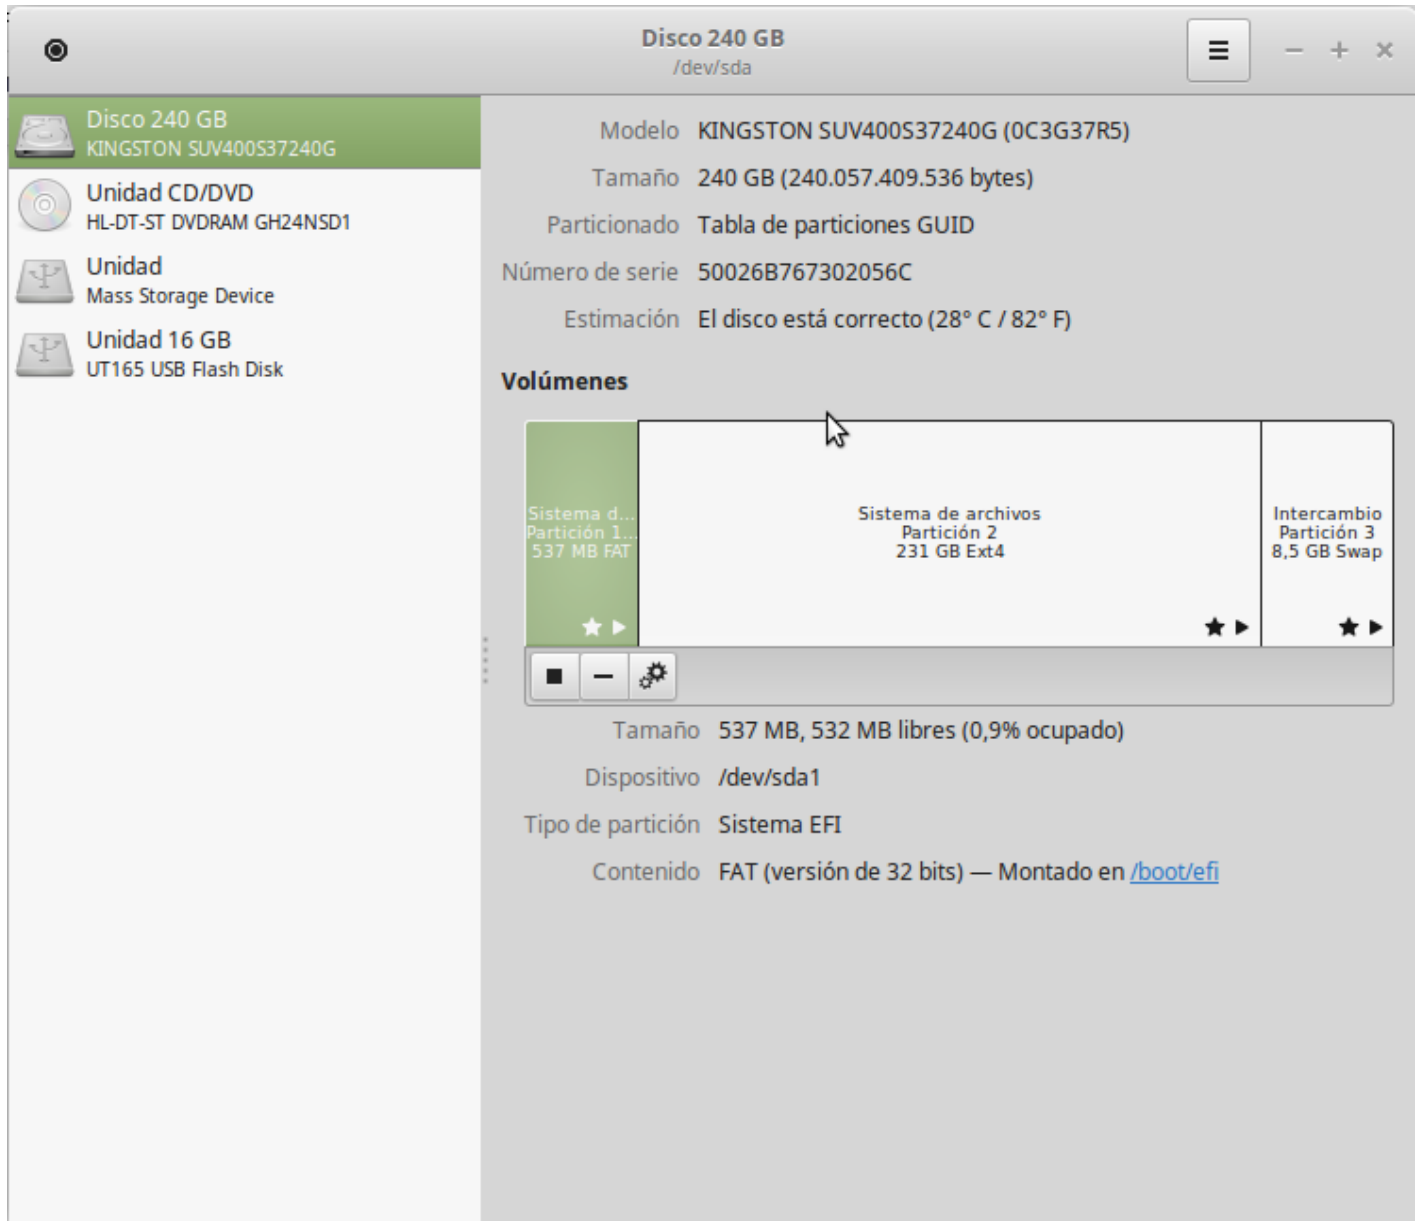 Disco 240 GB
/dev/sda
Disco 240 GB
KINGSTON SUV400S37240G
Unidad CD/DVD
HL-DT-ST DVDRAM GH24NSD1
Unidad
Mass Storage Device
Unidad 16 GB
UT165 USB Flash Disk
Modelo KINGSTON SUV400S37240G (0C3G37R5)
Tamaño 240 GB (240.057.409.536 bytes)
Particionado Tabla de particiones GUID
Número de serie 50026B767302056C
Estimación El disco está correcto (28° C / 82° F)
Volúmenes
Sistema d...
Partición 1...
537 MB FAT
Sistema de archivos
Partición 2
231 GB Ext4
Intercambio
Partición 3
8,5 GB Swap
Tamaño 537 MB, 532 MB libres (0,9% ocupado)
Dispositivo /dev/sda1
Tipo de partición Sistema EFI
Contenido FAT (versión de 32 bits) — Montado en /boot/efi